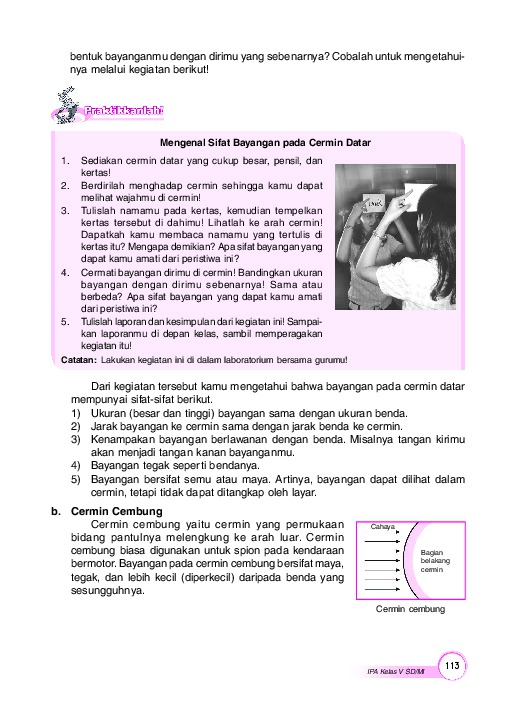 bentuk bayanganmu dengan dirimu yang sebenarnya? Cobalah untuk mengetahui-
nya melalui kegiatan berikut!
Praktikkanlah!
Mengenal Sifat Bayangan pada Cermin Datar
1. Sediakan cermin datar yang cukup besar, pensil, dan
kertas!
2. Berdirilah menghadap cermin sehingga kamu dapat
melihat wajahmu di cermin!
3. Tulislah namamu pada kertas, kemudian tempelkan
kertas tersebut di dahimu! Lihatlah ke arah cermin!
Dapatkah kamu membaca namamu yang tertulis di
kertas itu? Mengapa demikian? Apa sifat bayangan yang
dapat kamu amati dari peristiwa ini?
4. Cermati bayangan dirimu di cermin! Bandingkan ukuran
bayangan dengan dirimu sebenarnya! Sama atau
berbeda? Apa sifat bayangan yang dapat kamu amati
dari peristiwa ini?
5. Tulislah laporan dan kesimpulan dari kegiatan ini! Sampai-
kan laporanmu di depan kelas, sambil memperagakan
kegiatan itu!
Catatan: Lakukan kegiatan ini di dalam laboratorium bersama gurumu!
Dari kegiatan tersebut kamu mengetahui bahwa bayangan pada cermin datar
mempunyai sifat-sifat berikut.
1) Ukuran (besar dan tinggi) bayangan sama dengan ukuran benda.
2) Jarak bayangan ke cermin sama dengan jarak benda ke cermin.
3) Kenampakan bayangan berlawanan dengan benda. Misalnya tangan kirimu
akan menjadi tangan kanan bayanganmu.
4) Bayangan tegak seperti bendanya.
5) Bayangan bersifat semu atau maya. Artinya, bayangan dapat dilihat dalam
cermin, tetapi tidak dapat ditangkap oleh layar.
b. Cermin Cembung
Cermin cembung yaitu cermin yang permukaan
bidang pantulnya melengkung ke arah luar. Cermin
cembung biasa digunakan untuk spion pada kendaraan
bermotor. Bayangan pada cermin cembung bersifat maya,
tegak, dan lebih kecil (diperkecil) daripada benda yang
sesungguhnya.
Cahaya
Bagian
belakang
cermin
Cermin cembung
IPA Kelas V SD/MI
113